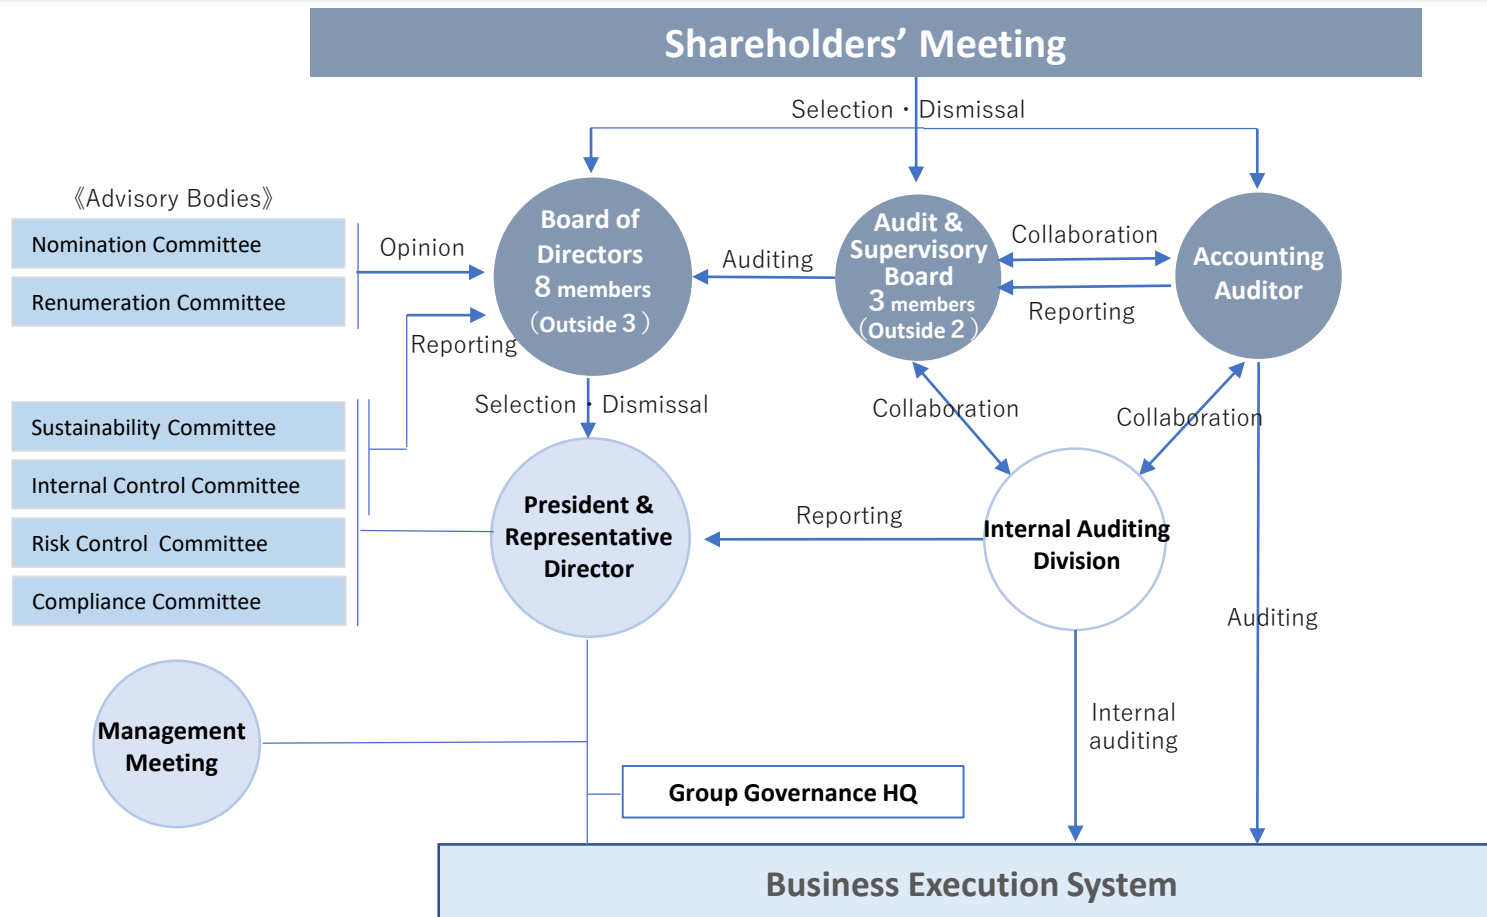 Shareholders’ Meeting
Selection・Dismissal
《Advisory Bodies》
Nomination Committee
Renumeration Committee
Opinion
Reporting
Board of
Directors
8 members
（Outside 3）
Auditing
Audit &
Supervisory
Board
3 members
（Outside 2）
Collaboration
Reporting
Accounting
Auditor
Selection・Dismissal
Collaboration
Collaboration
Sustainability Committee
Internal Control Committee
Risk Control  Committee
Compliance Committee
President &
Representative
Director
Reporting
Internal Auditing
Division
Auditing
Internal
auditing
Management
Meeting
Group Governance HQ
Business Execution System